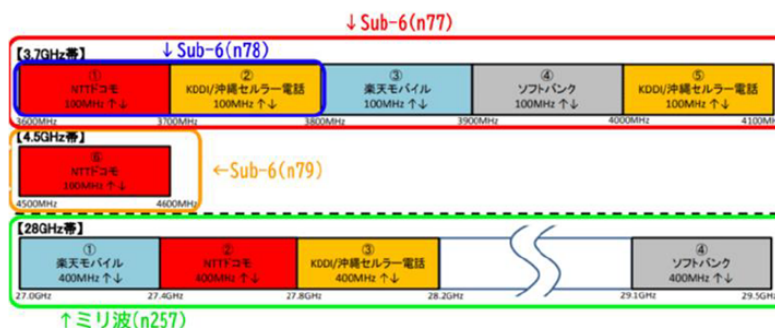 ↓Sub-6(n77)
【3.7GHz帯】
↓Sub-6(n78)
① ② ③ ④ ⑤
NTTドコモ KDDI/沖縄セルラー電話 楽天モバイル ソフトバンク KDDI/沖縄セルラー電話
100MHz ↑↓ 100MHz ↑↓ 100MHz ↑↓ 100MHz ↑↓ 100MHz ↑↓
3600MHz 3700MHz 3800MHz 3900MHz 4000MHz 4100MHz
【4.5GHz帯】
⑥
NTTドコモ
100MHz ↑↓
←Sub-6(n79)
4500MHz 4600MHz
【28GHz帯】
① ② ③ ④
楽天モバイル NTTドコモ KDDI/沖縄セルラー電話 ソフトバンク
400MHz ↑↓ 400MHz ↑↓ 400MHz ↑↓ 400MHz ↑↓
27.0GHz 27.4GHz 27.8GHz 28.2GHz 29.1GHz 29.5GHz
↑ミリ波(n257)